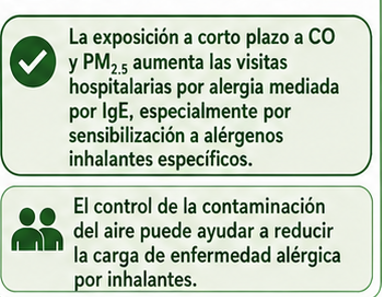 La exposición a corto plazo a CO
y PM₂.₅ aumenta las visitas
hospitalarias por alergia mediada
por IgE, especialmente por
sensibilización a alérgenos
inhalantes específicos.
El control de la contaminación
del aire puede ayudar a reducir
la carga de enfermedad alérgica
por inhalantes.